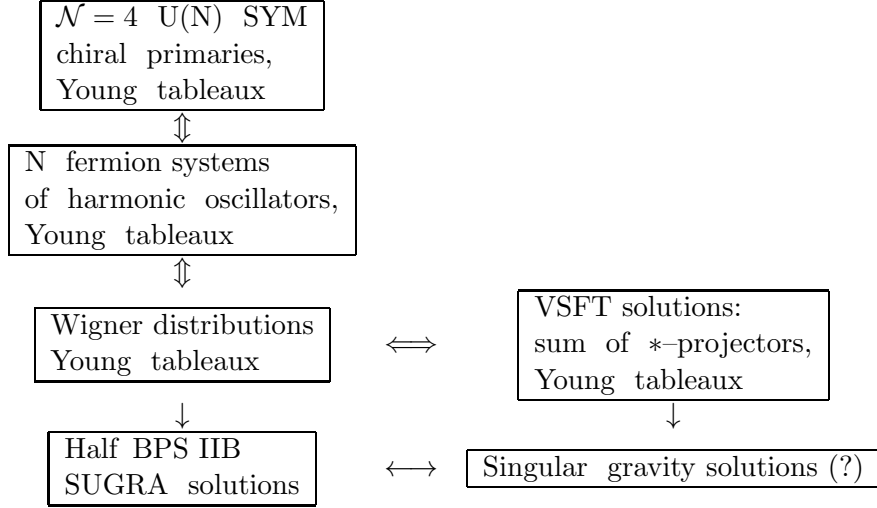 𝒩 = 4 U(N) SYM
chiral primaries,
Young tableaux
⇕
N fermion systems
of harmonic oscillators,
Young tableaux
⇕
Wigner distributions
Young tableaux
⟺
VSFT solutions:
sum of ∗–projectors,
Young tableaux
↓ ↓
Half BPS IIB
SUGRA solutions
⟷
Singular gravity solutions (?)